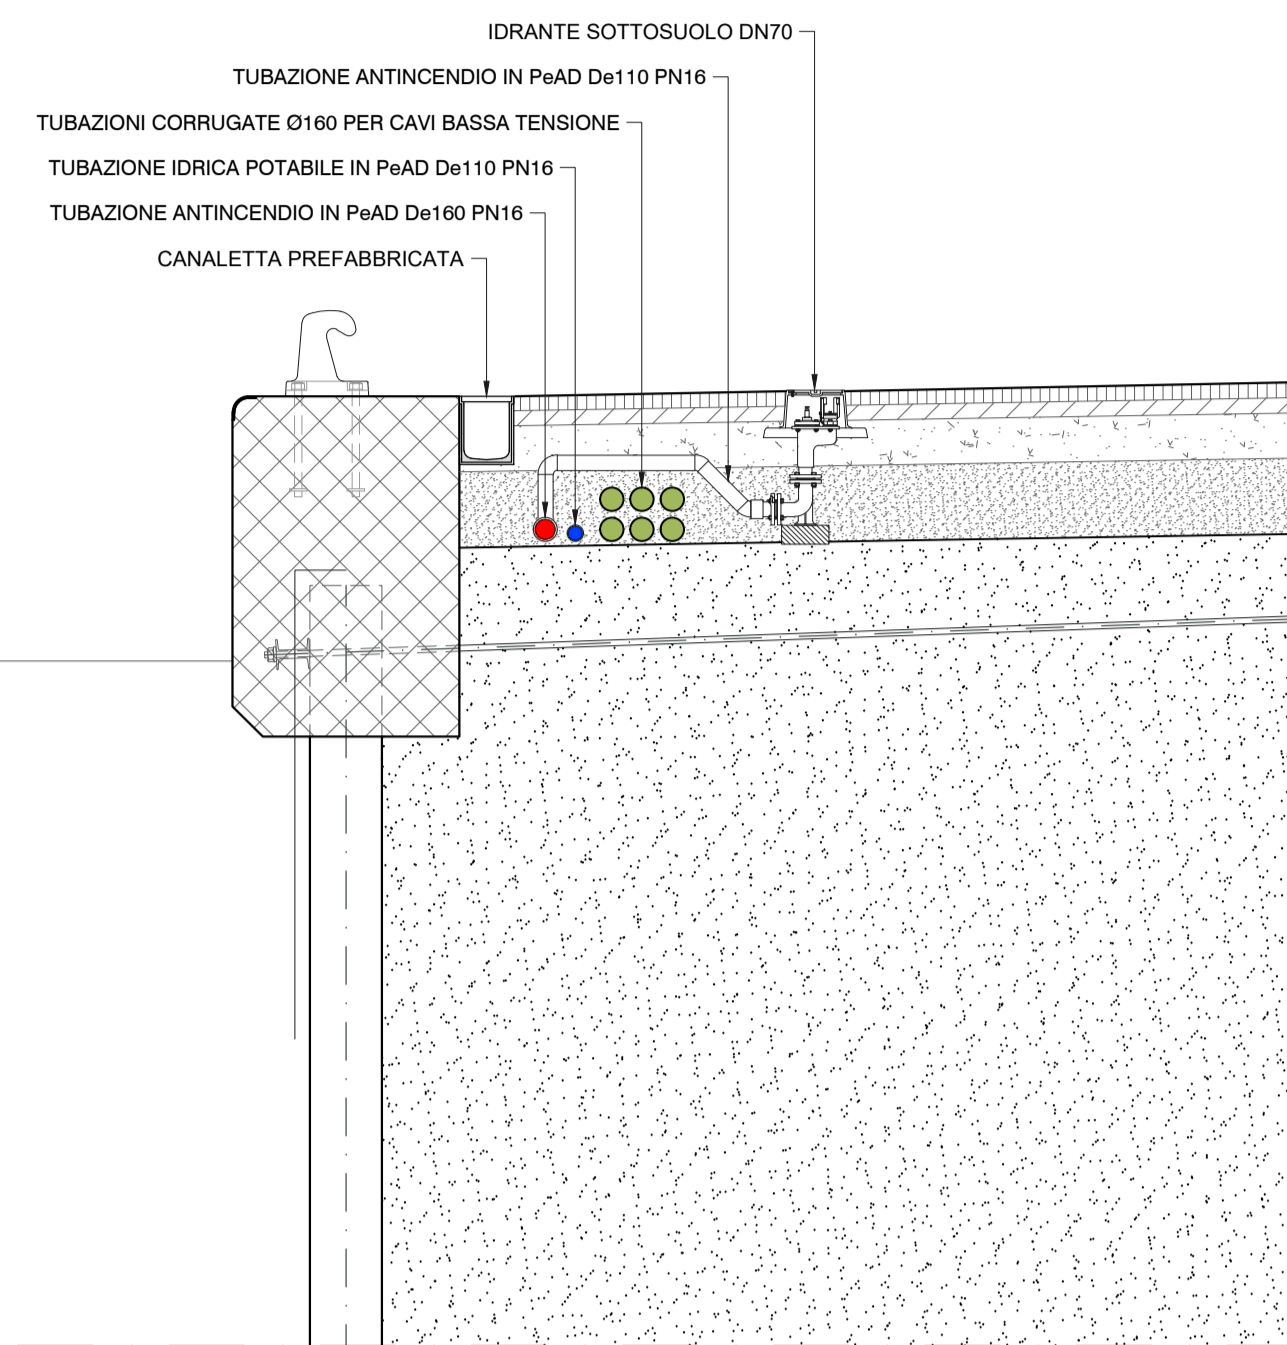 IDRANTE SOTTOSUOLO DN70
TUBAZIONE ANTINCENDIO IN PeAD De110 PN16
TUBAZIONI CORRUGATE Ø160 PER CAVI BASSA TENSIONE
TUBAZIONE IDRICA POTABILE IN PeAD De110 PN16
TUBAZIONE ANTINCENDIO IN PeAD De160 PN16
CANALETTA PREFABBRICATA